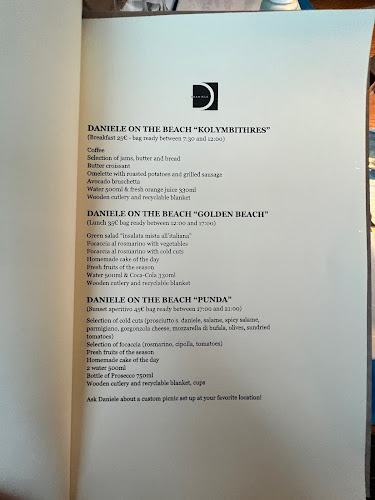 DANIELE
DANIELE ON THE BEACH "KOLYMBITHRES"
(Breakfast 25€ - bag ready between 7:30 and 12:00)
Coffee
Selection of jams, butter and bread
Butter croissant
Omelette with roasted potatoes and grilled sausage
Avocado bruschetta
Water 500ml & fresh orange juice 330ml
Wooden cutlery and recyclable blanket
DANIELE ON THE BEACH "GOLDEN BEACH"
(Lunch 35€ bag ready between 12:00 and 17:00)
Green salad "insalata mista all'italiana"
Focaccia al rosmarino with vegetables
Focaccia al rosmarino with cold cuts
Homemade cake of the day
Fresh fruits of the season
Water 500ml & Coca-Cola 330ml
Wooden cutlery and recyclable blanket
DANIELE ON THE BEACH "PUNDA"
(Sunset aperitivo 45€ bag ready between 17:00 and 21:00)
Selection of cold cuts (prosciutto s. daniele, salame, spicy salame,
parmigiano, gorgonzola cheese, mozzarella di bufala, olives, sundried
tomatoes)
Selection of focaccia (rosmarino, cipolla, tomatoes)
Fresh fruits of the season
Homemade cake of the day
2 water 500ml
Bottle of Prosecco 750ml
Wooden cutlery and recyclable blanket, cups
Ask Daniele about a custom picnic set up at your favorite location!